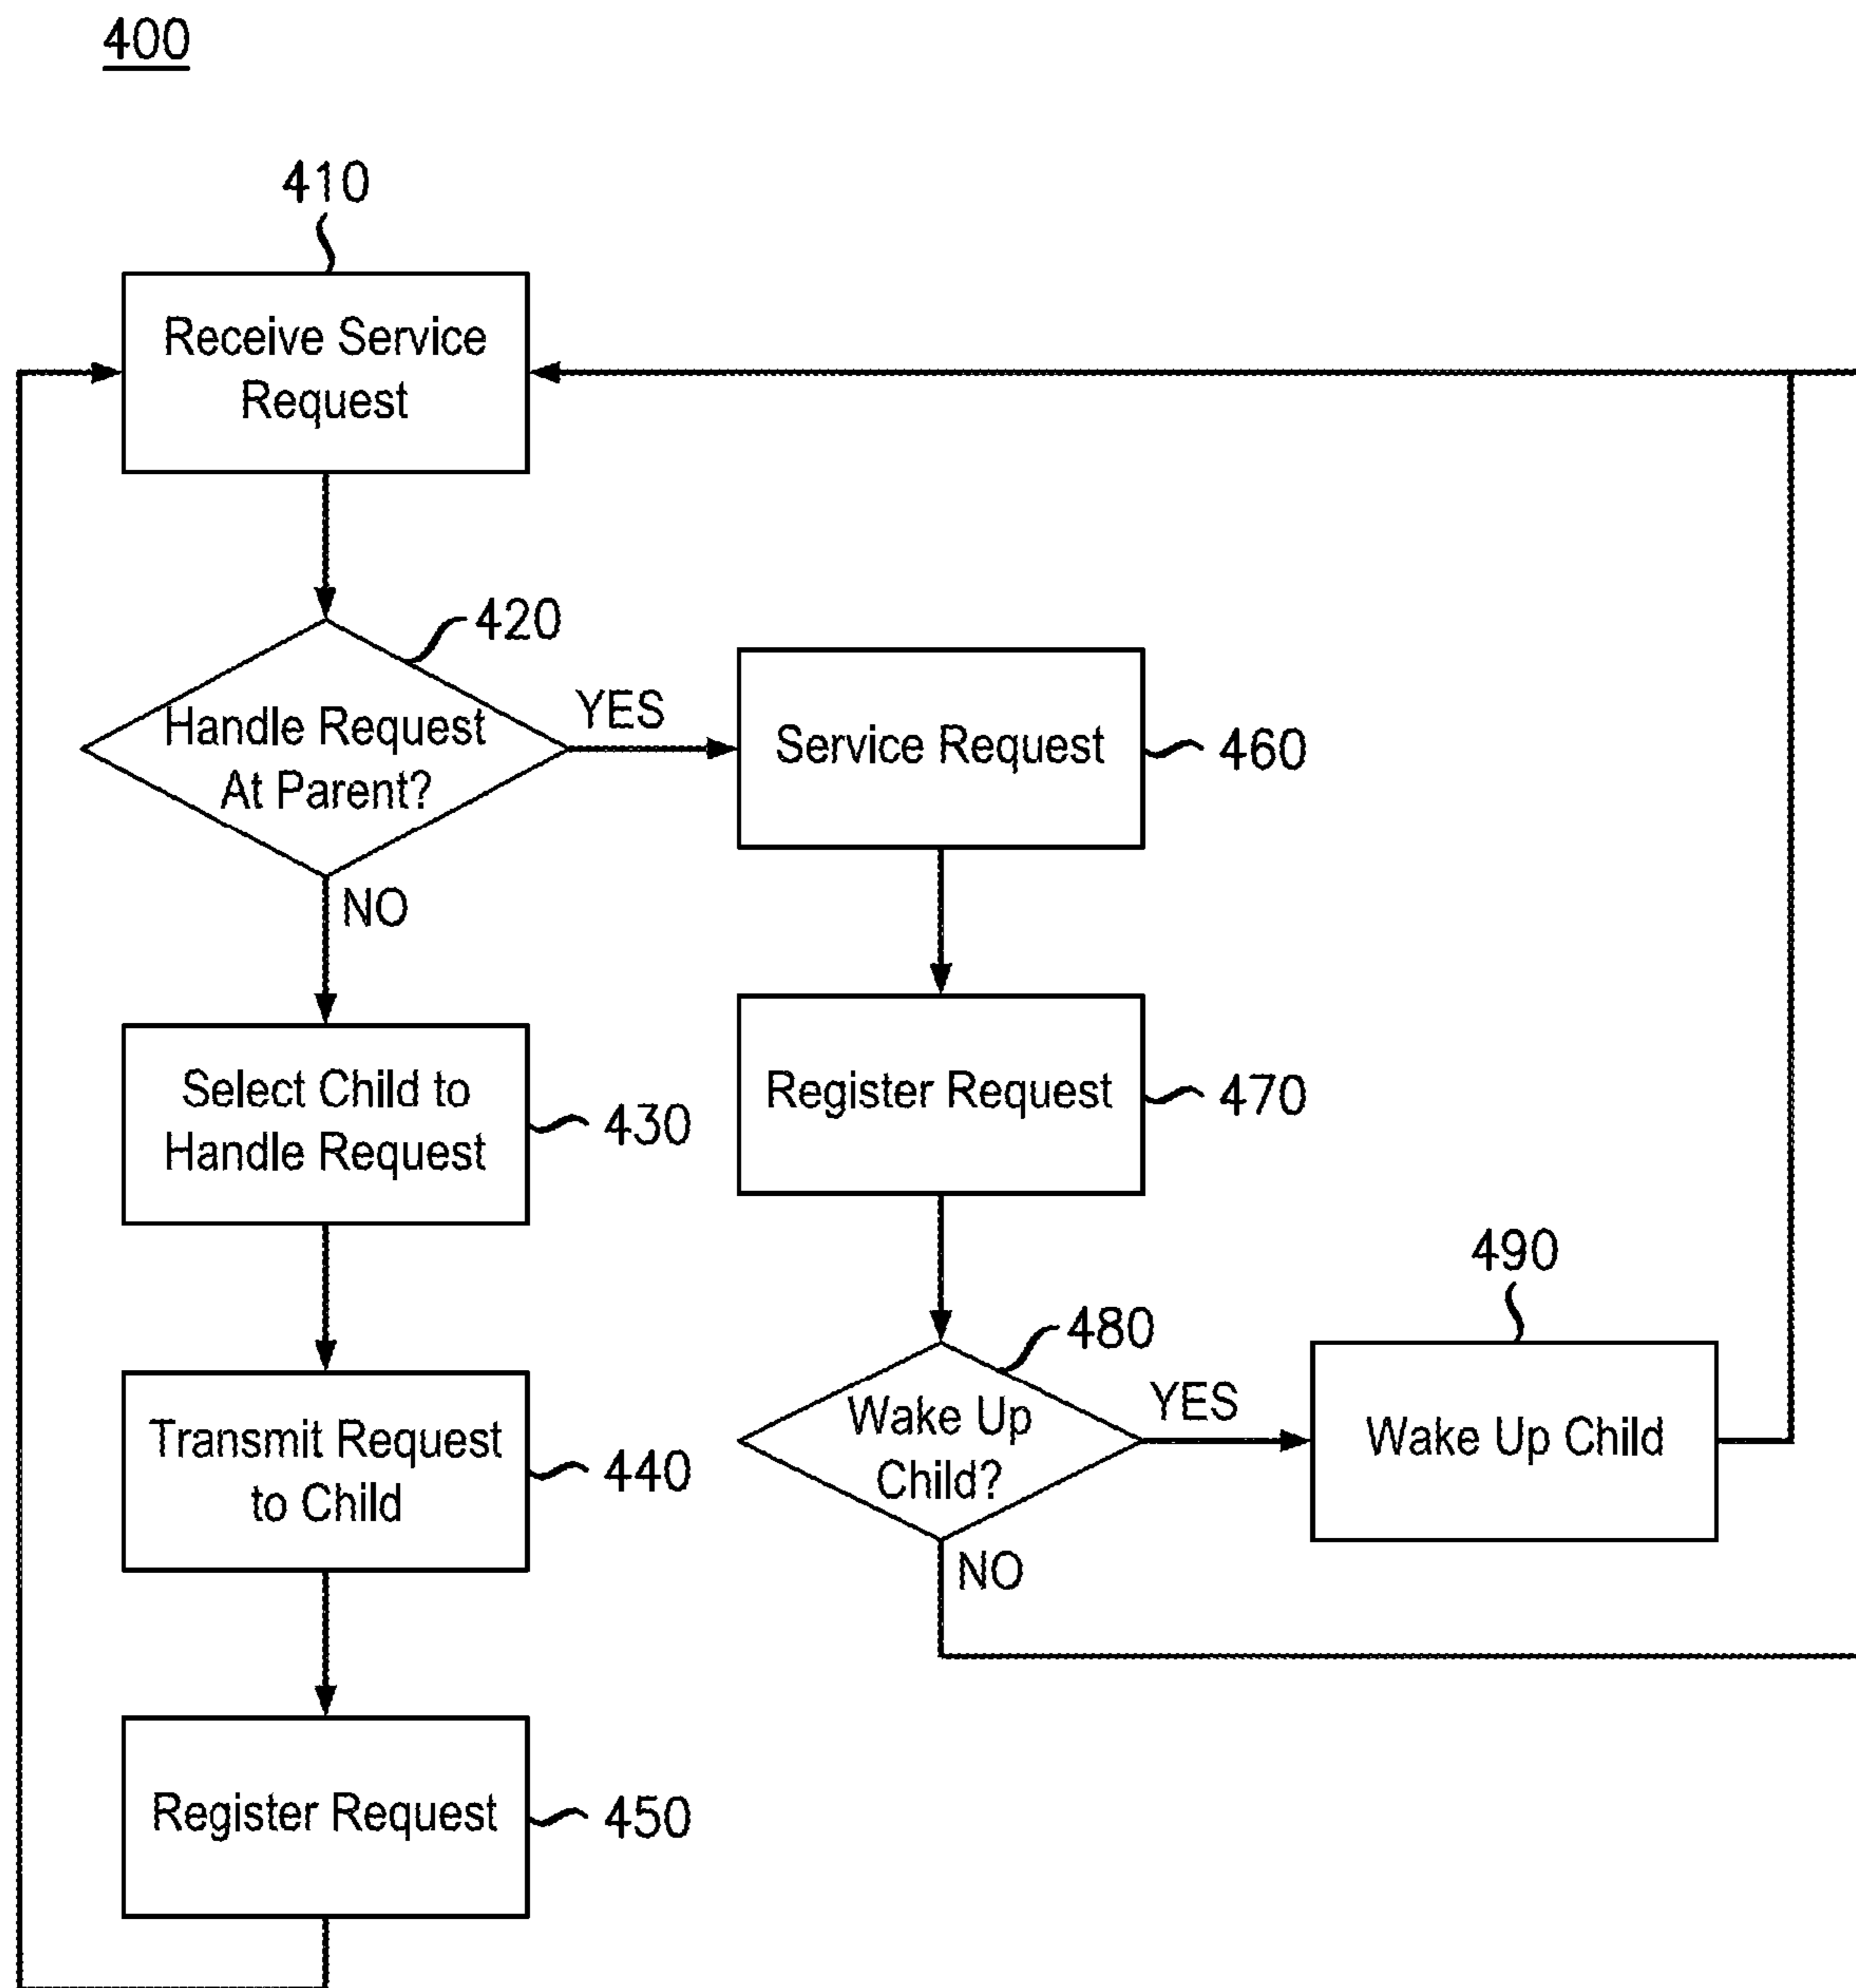 400
410
Receive Service
Request
420
Handle Request
At Parent?
YES
NO
Service Request
460
Register Request
470
Select Child to
Handle Request
430
480
Wake Up
Child?
YES
NO
490
Wake Up Child
Transmit Request
to Child
440
Register Request
450